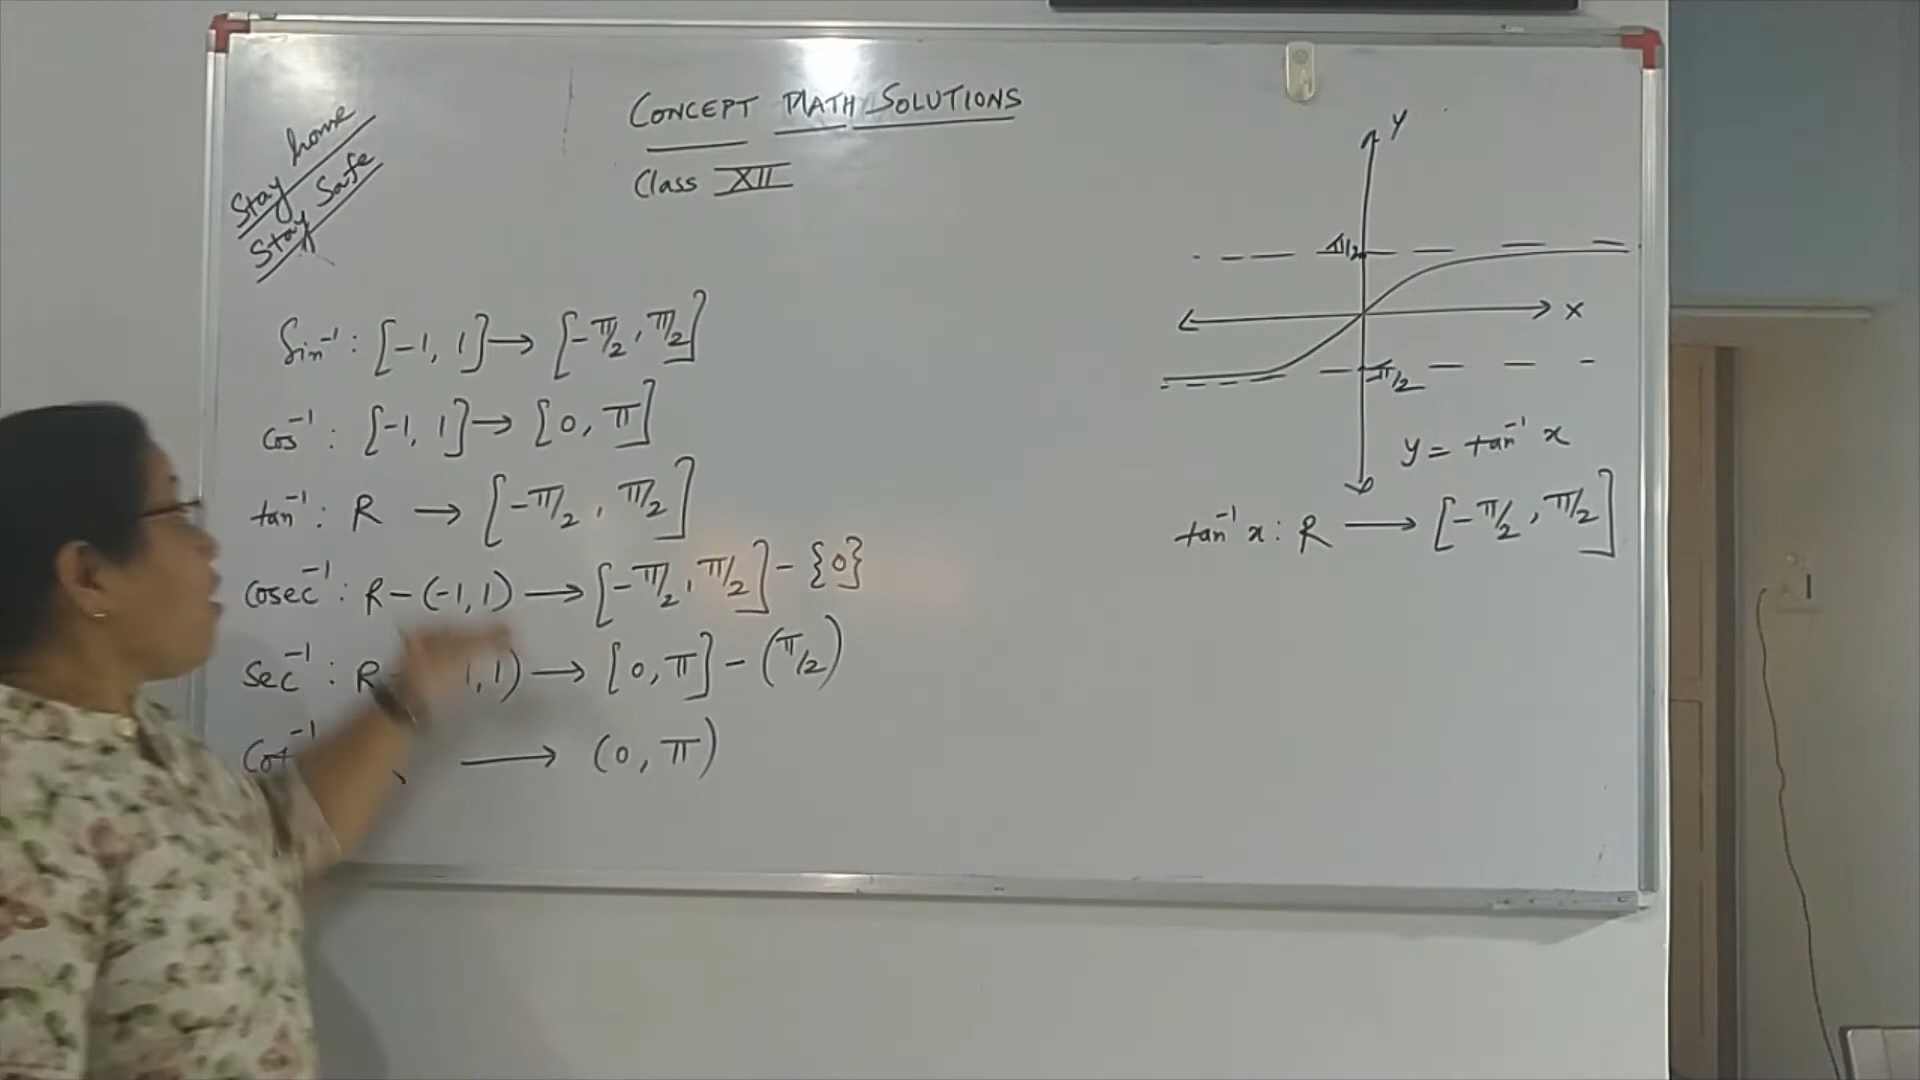 CONCEPT MATH SOLUTIONS
Class XII
Stay home
Stay Safe
Sin⁻¹ : [-1, 1] → [-π/2, π/2]
cos⁻¹ : [-1, 1] → [0, π]
tan⁻¹ : R → [-π/2, π/2]
cosec⁻¹ : R-(-1,1) → [-π/2, π/2] - {0}
Sec⁻¹ : R 1,1) → [0, π] - (π/2)
Cot⁻¹ → (0, π)
Y
π/2
X
-π/2
y = tan⁻¹ x
tan⁻¹ x : R → [-π/2, π/2]